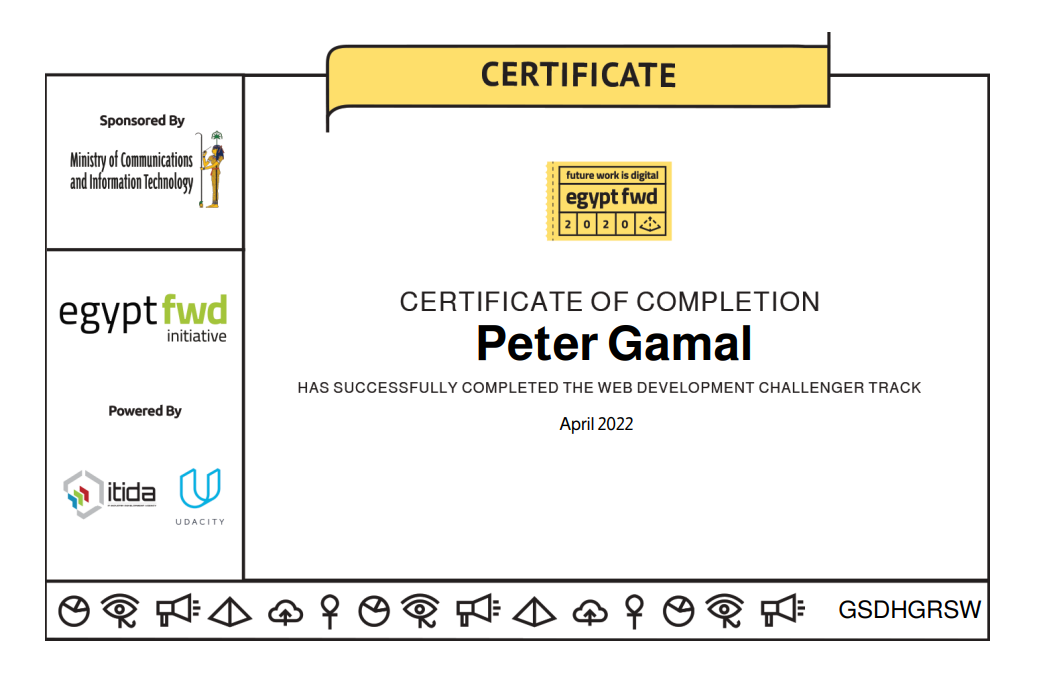 CERTIFICATE
Sponsored By
Ministry of Communications
and Information Technology
egypt fwd
initiative
Powered By
itida
UDACITY
future work is digital
egypt fwd
2 0 2 0
CERTIFICATE OF COMPLETION
Peter Gamal
HAS SUCCESSFULLY COMPLETED THE WEB DEVELOPMENT CHALLENGER TRACK
April 2022
GSDHGRSW